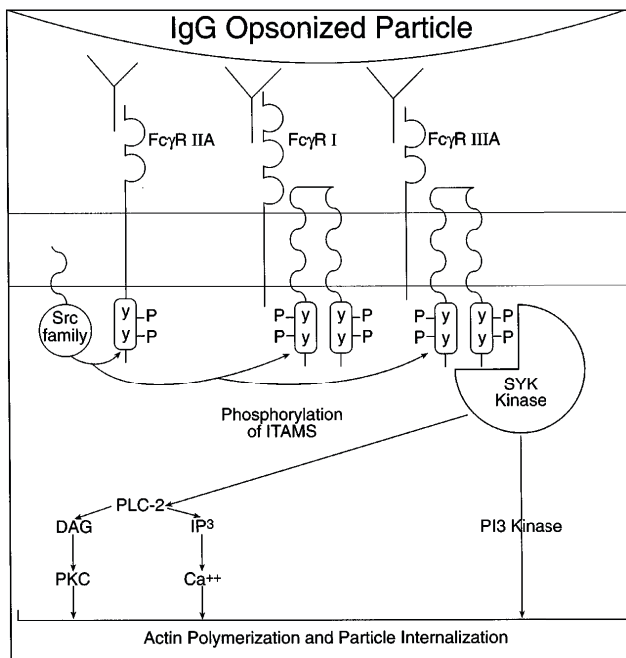 IgG Opsonized Particle
FcγR IIA
FcγR I
FcγR IIIA
Src
family
y
y
P
P
P
P
y
y
y
y
P
P
P
P
y
y
y
y
P
P
SYK
Kinase
Phosphorylation
of ITAMS
PLC-2
DAG
IP3
PI3 Kinase
PKC
Ca++
Actin Polymerization and Particle Internalization